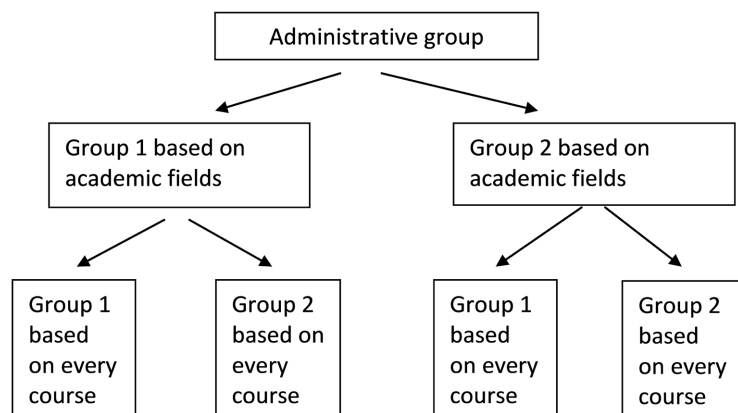 Administrative group
Group 1 based on
academic fields
Group 2 based on
academic fields
Group 1
based
on every
course
Group 2
based on
every
course
Group 1
based
on every
course
Group 2
based
on every
course